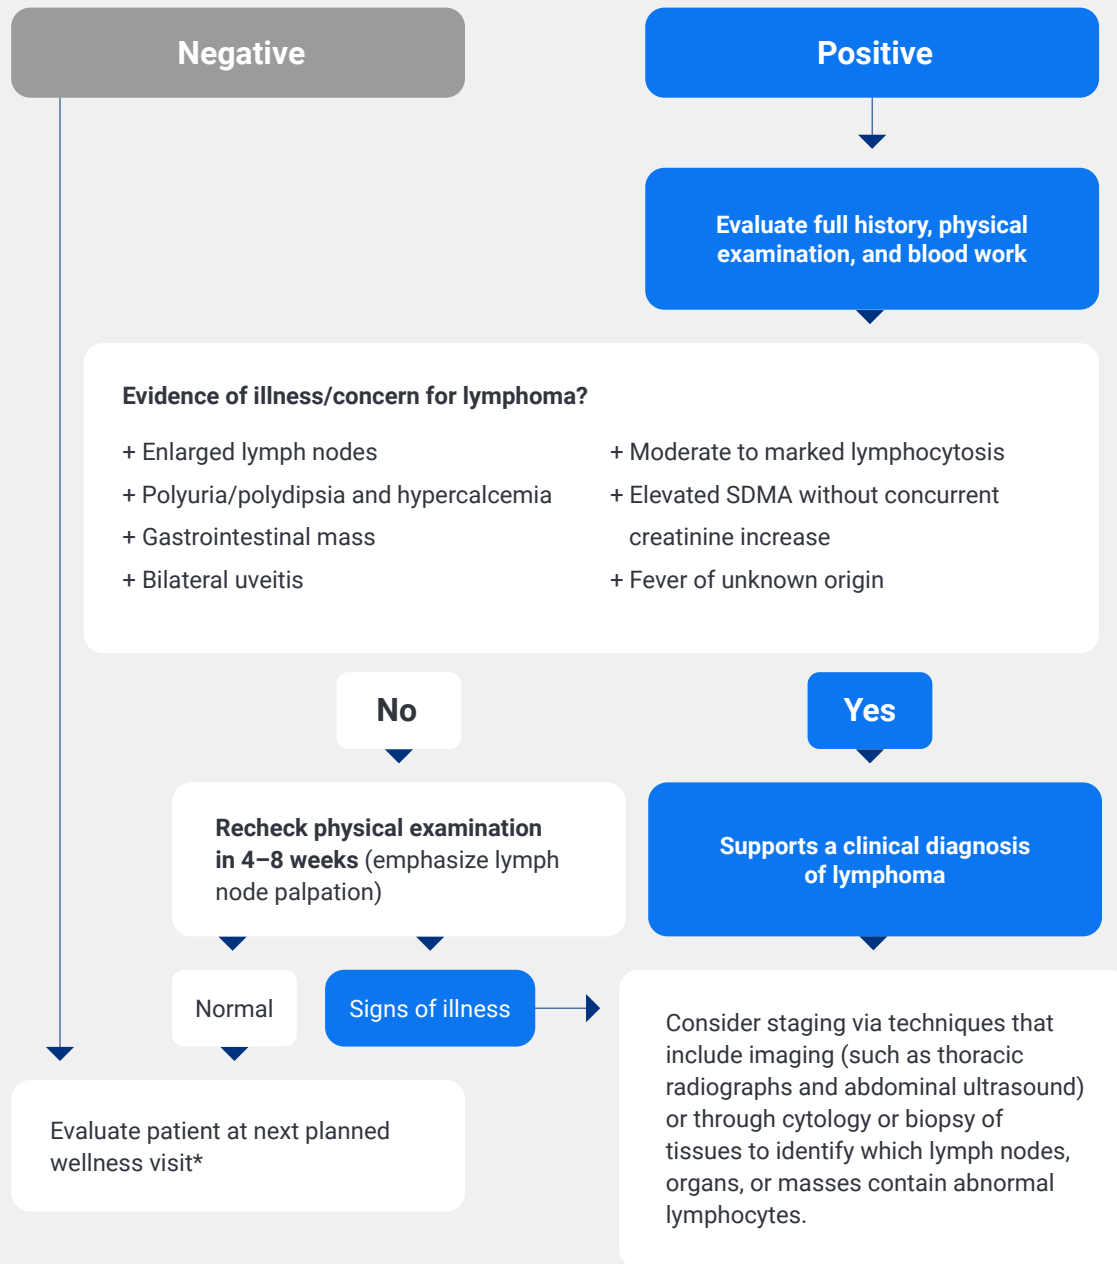 Negative
Positive
Evaluate full history, physical
examination, and blood work
Evidence of illness/concern for lymphoma?
+ Enlarged lymph nodes
+ Polyuria/polydipsia and hypercalcemia
+ Gastrointestinal mass
+ Bilateral uveitis
+ Moderate to marked lymphocytosis
+ Elevated SDMA without concurrent
creatinine increase
+ Fever of unknown origin
No
Yes
Recheck physical examination
in 4–8 weeks (emphasize lymph
node palpation)
Supports a clinical diagnosis
of lymphoma
Normal
Signs of illness
Consider staging via techniques that
include imaging (such as thoracic
radiographs and abdominal ultrasound)
or through cytology or biopsy of
tissues to identify which lymph nodes,
organs, or masses contain abnormal
lymphocytes.
Evaluate patient at next planned
wellness visit*